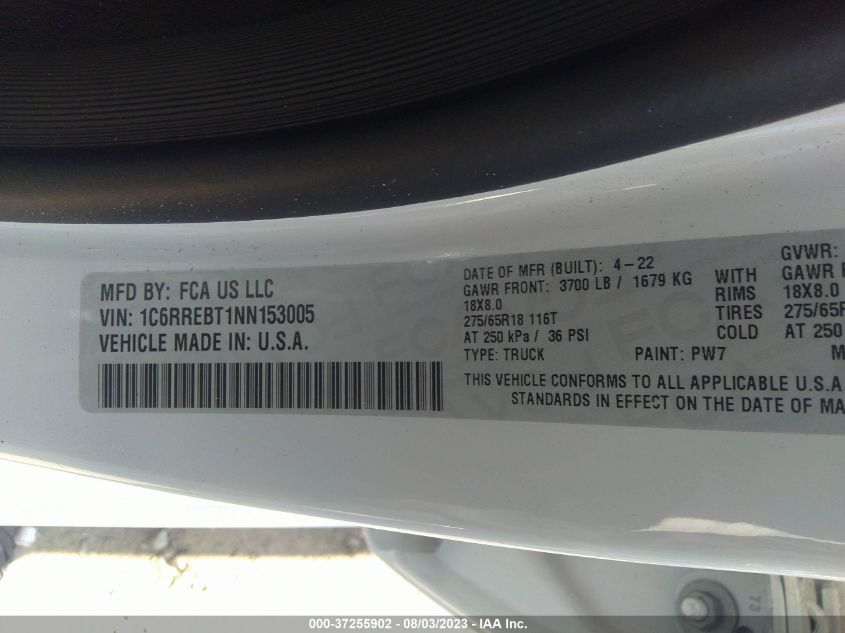 MFD BY: FCA US LLC
VIN: 1C6RREBT1NN153005
VEHICLE MADE IN: U.S.A.
DATE OF MFR (BUILT): 4-22
GAWR FRONT: 3700 LB / 1679 KG
18X8.0
275/65R18 116T
AT 250 kPa / 36 PSI
TYPE: TRUCK PAINT: PW7
WITH
RIMS
TIRES
COLD
GVWR:
GAWR
18X8.0
275/65R
AT 250
THIS VEHICLE CONFORMS TO ALL APPLICABLE U.S.A
STANDARDS IN EFFECT ON THE DATE OF MA
000-37255902 - 08/03/2023 - IAA Inc.